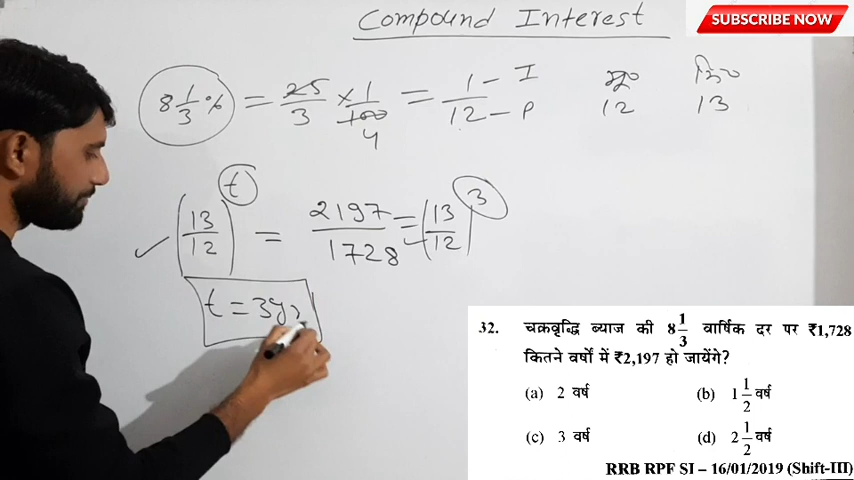 Compound Interest
SUBSCRIBE NOW
8 1/3 % = 25/3 × 1/100 = 1 – I / 12 – P मू० मि०
4 12 13
(13/12)^t = 2197/1728 = (13/12)^3
t = 3yr
32. चक्रवृद्धि ब्याज की 8 1/3 वार्षिक दर पर ₹1,728
कितने वर्षों में ₹2,197 हो जायेंगे?
(a) 2 वर्ष (b) 1 1/2 वर्ष
(c) 3 वर्ष (d) 2 1/2 वर्ष
RRB RPF SI – 16/01/2019 (Shift-III)